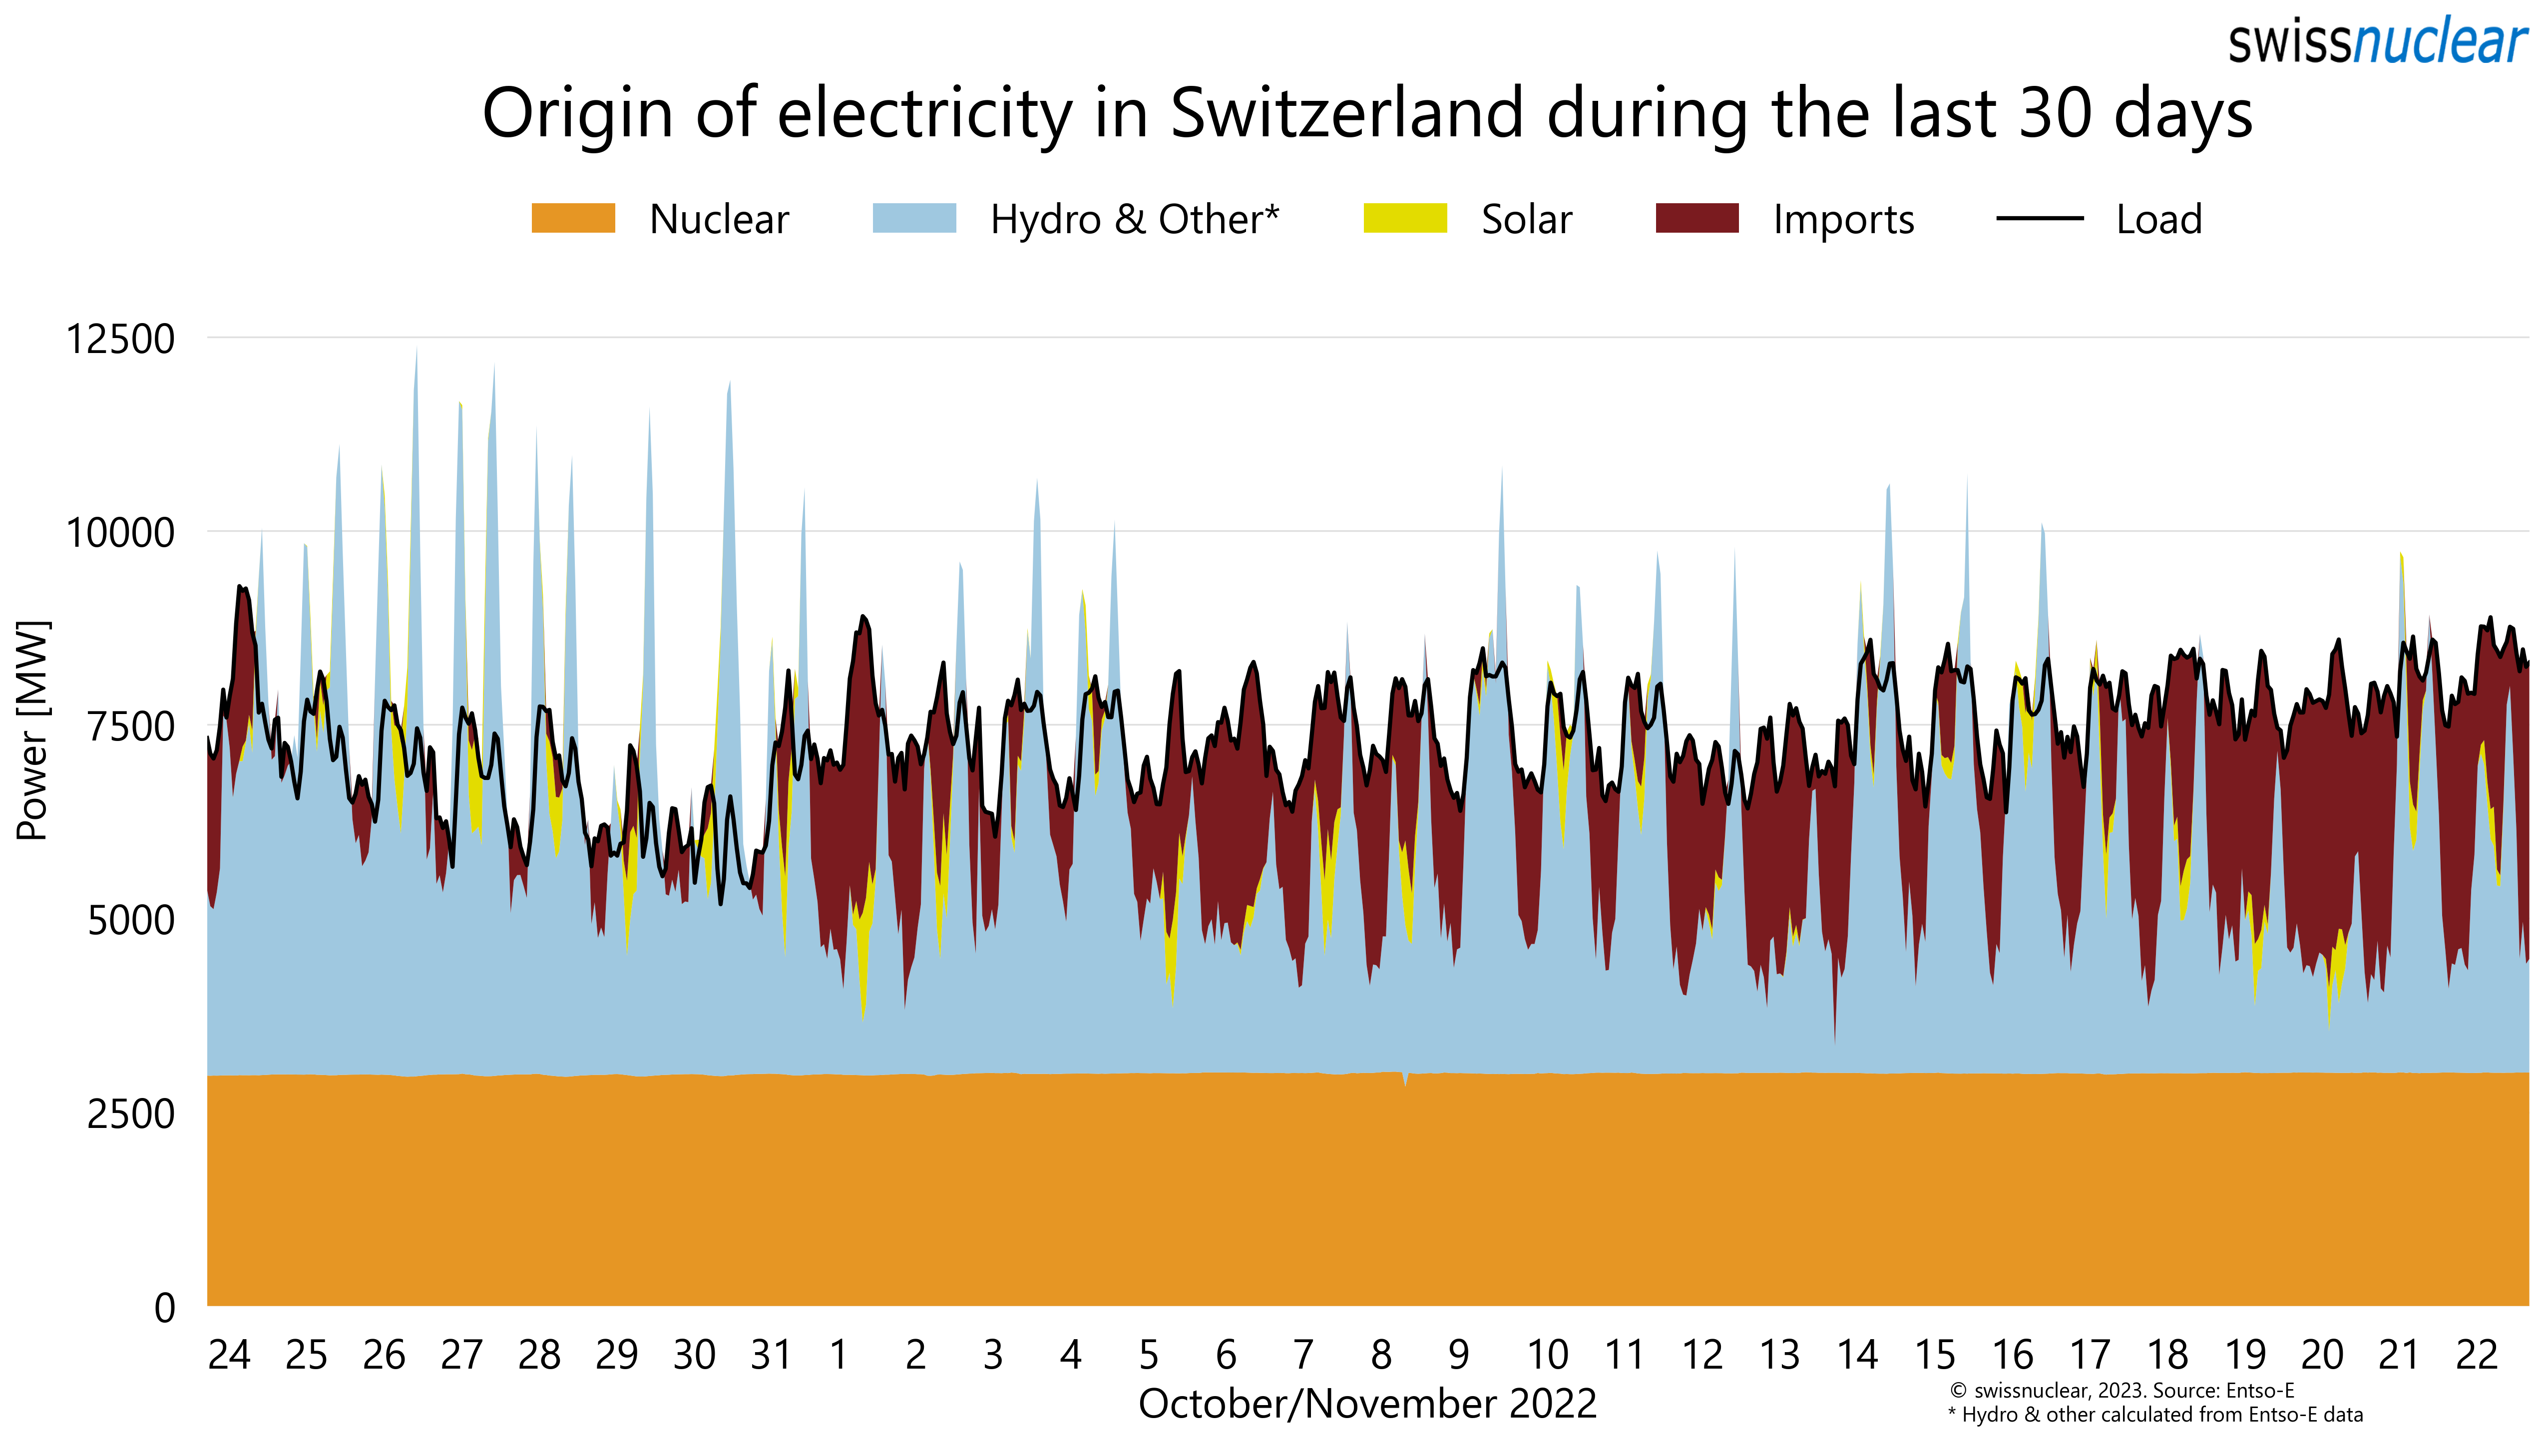 swissnuclear
Origin of electricity in Switzerland during the last 30 days
Nuclear Hydro & Other* Solar Imports Load
12500
10000
7500
5000
2500
0
Power [MW]
24 25 26 27 28 29 30 31 1 2 3 4 5 6 7 8 9 10 11 12 13 14 15 16 17 18 19 20 21 22
October/November 2022
© swissnuclear, 2023. Source: Entso-E
* Hydro & other calculated from Entso-E data